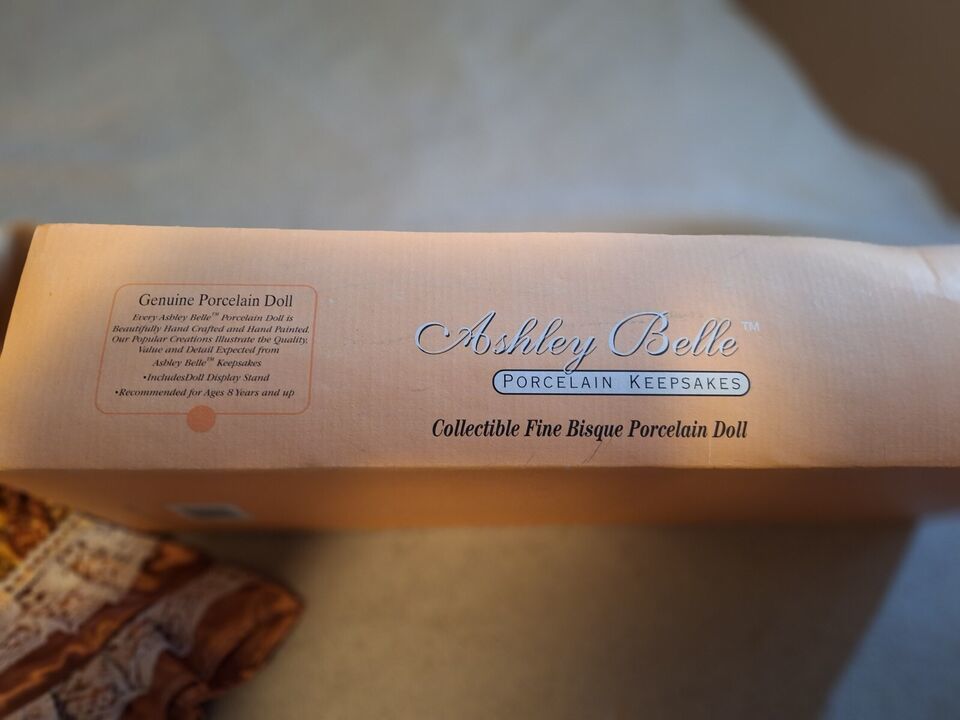 Genuine Porcelain Doll
Every Ashley Belle™ Porcelain Doll is
Beautifully Hand Crafted and Hand Painted.
Our Popular Creations Illustrate the Quality,
Value and Detail Expected from
Ashley Belle™ Keepsakes
•IncludesDoll Display Stand
•Recommended for Ages 8 Years and up
Ashley Belle™
PORCELAIN KEEPSAKES
Collectible Fine Bisque Porcelain Doll